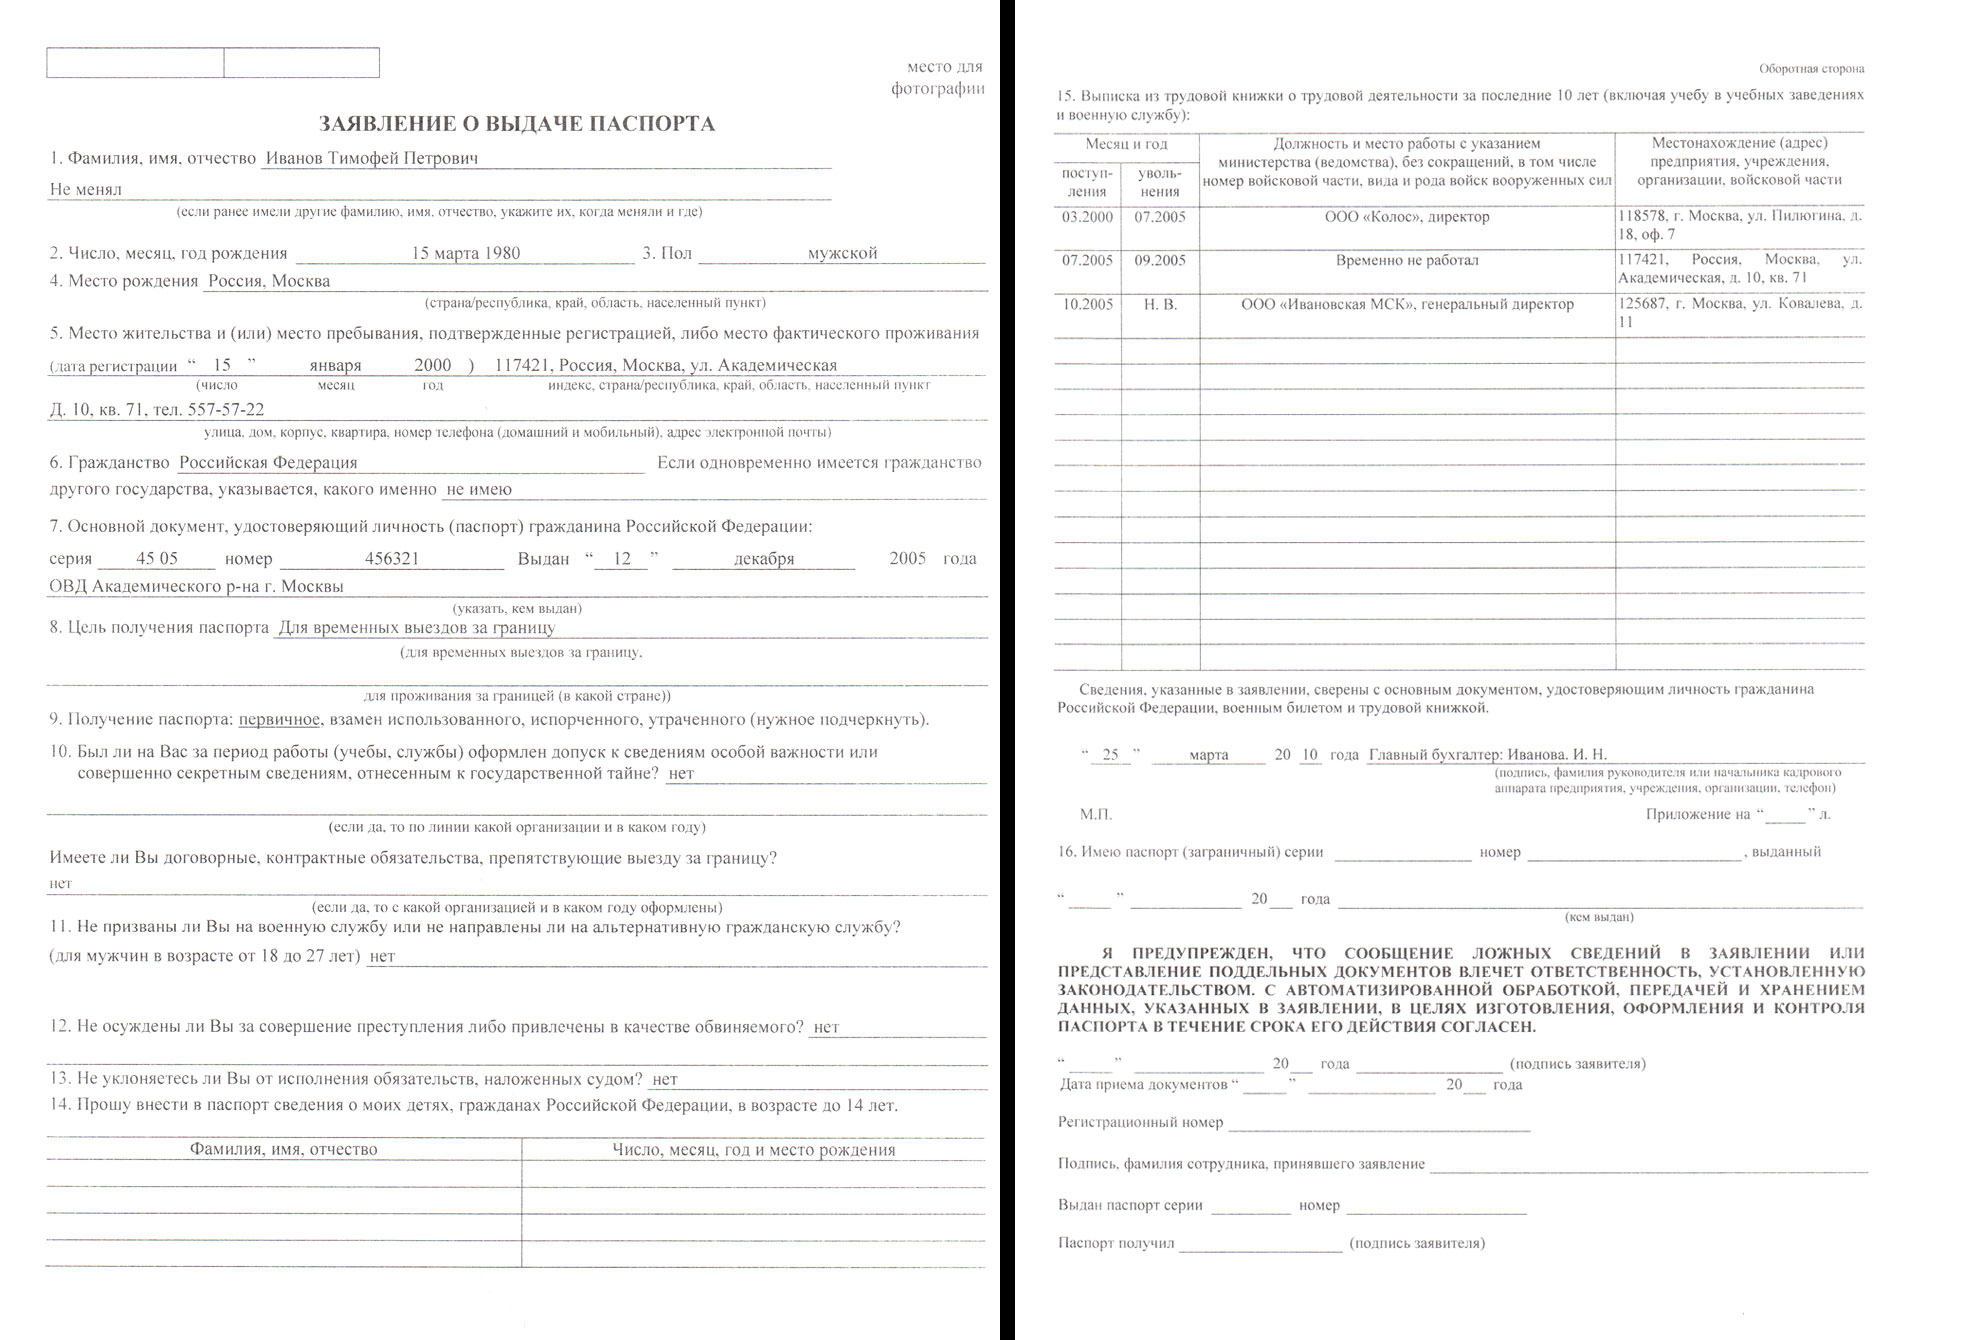 место для
фотографии
ЗАЯВЛЕНИЕ О ВЫДАЧЕ ПАСПОРТА
1. Фамилия, имя, отчество Иванов Тимофей Петрович
Не менял
(если ранее имели другие фамилию, имя, отчество, укажите их, когда меняли и где)
2. Число, месяц, год рождения 15 марта 1980 3. Пол мужской
4. Место рождения Россия, Москва
(страна/республика, край, область, населенный пункт)
5. Место жительства и (или) место пребывания, подтвержденные регистрацией, либо место фактического проживания
(дата регистрации “ 15 ” января 2000 ) 117421, Россия, Москва, ул. Академическая
(число месяц год индекс, страна/республика, край, область, населенный пункт
Д. 10, кв. 71, тел. 557-57-22
улица, дом, корпус, квартира, номер телефона (домашний и мобильный), адрес электронной почты)
6. Гражданство Российская Федерация Если одновременно имеется гражданство
другого государства, указывается, какого именно не имею
7. Основной документ, удостоверяющий личность (паспорт) гражданина Российской Федерации:
серия 45 05 номер 456321 Выдан “ 12 ” декабря 2005 года
ОВД Академического р-на г. Москвы
(указать, кем выдан)
8. Цель получения паспорта Для временных выездов за границу
(для временных выездов за границу,
для проживания за границей (в какой стране))
9. Получение паспорта: первичное, взамен использованного, испорченного, утраченного (нужное подчеркнуть).
10. Был ли на Вас за период работы (учебы, службы) оформлен допуск к сведениям особой важности или
совершенно секретным сведениям, отнесенным к государственной тайне? нет
(если да, то по линии какой организации и в каком году)
Имеете ли Вы договорные, контрактные обязательства, препятствующие выезду за границу?
нет
(если да, то с какой организацией и в каком году оформлены)
11. Не призваны ли Вы на военную службу или не направлены ли на альтернативную гражданскую службу?
(для мужчин в возрасте от 18 до 27 лет) нет
12. Не осуждены ли Вы за совершение преступления либо привлечены в качестве обвиняемого? нет
13. Не уклоняетесь ли Вы от исполнения обязательств, наложенных судом? нет
14. Прошу внести в паспорт сведения о моих детях, гражданах Российской Федерации, в возрасте до 14 лет.
Фамилия, имя, отчество Число, месяц, год и место рождения
Оборотная сторона
15. Выписка из трудовой книжки о трудовой деятельности за последние 10 лет (включая учебу в учебных заведениях
и военную службу):
Месяц и год
поступ-
ления
уволь-
нения
Должность и место работы с указанием
министерства (ведомства), без сокращений, в том числе
номер войсковой части, вида и рода войск вооруженных сил
Местонахождение (адрес)
предприятия, учреждения,
организации, войсковой части
03.2000 07.2005 ООО «Колос», директор 118578, г. Москва, ул. Пилюгина, д.
18, оф. 7
07.2005 09.2005 Временно не работал 117421, Россия, Москва, ул.
Академическая, д. 10, кв. 71
10.2005 Н. В. ООО «Ивановская МСК», генеральный директор 125687, г. Москва, ул. Ковалева, д.
11
Сведения, указанные в заявлении, сверены с основным документом, удостоверяющим личность гражданина
Российской Федерации, военным билетом и трудовой книжкой.
“ 25 ” марта 20 10 года Главный бухгалтер: Иванова. И. Н.
(подпись, фамилия руководителя или начальника кадрового
аппарата предприятия, учреждения, организации, телефон)
М.П. Приложение на “_____” л.
16. Имею паспорт (заграничный) серии ______ номер ______, выданный
“_____” ______ 20___ года ______
(кем выдан)
Я ПРЕДУПРЕЖДЕН, ЧТО СООБЩЕНИЕ ЛОЖНЫХ СВЕДЕНИЙ В ЗАЯВЛЕНИИ ИЛИ
ПРЕДСТАВЛЕНИЕ ПОДДЕЛЬНЫХ ДОКУМЕНТОВ ВЛЕЧЕТ ОТВЕТСТВЕННОСТЬ, УСТАНОВЛЕННУЮ
ЗАКОНОДАТЕЛЬСТВОМ. С АВТОМАТИЗИРОВАННОЙ ОБРАБОТКОЙ, ПЕРЕДАЧЕЙ И ХРАНЕНИЕМ
ДАННЫХ, УКАЗАННЫХ В ЗАЯВЛЕНИИ, В ЦЕЛЯХ ИЗГОТОВЛЕНИЯ, ОФОРМЛЕНИЯ И КОНТРОЛЯ
ПАСПОРТА В ТЕЧЕНИЕ СРОКА ЕГО ДЕЙСТВИЯ СОГЛАСЕН.
“_____” ______ 20___ года ______ (подпись заявителя)
Дата приема документов “_____” ______ 20___ года
Регистрационный номер ______
Подпись, фамилия сотрудника, принявшего заявление ______
Выдан паспорт серии ______ номер ______
Паспорт получил ______ (подпись заявителя)